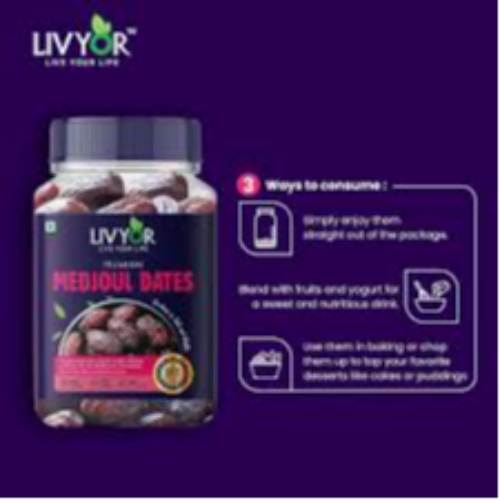 LIVYOR™
LIVE YOUR LIFE
LIVYOR
LIVE YOUR LIFE
PREMIUM
MEDJOUL DATES
3 Ways to consume :
Simply enjoy them
straight out of the package.
Blend with fruits and yogurt for
a sweet and nutritious drink.
Use them in baking or chop
them up to top your favorite
desserts like cakes or puddings